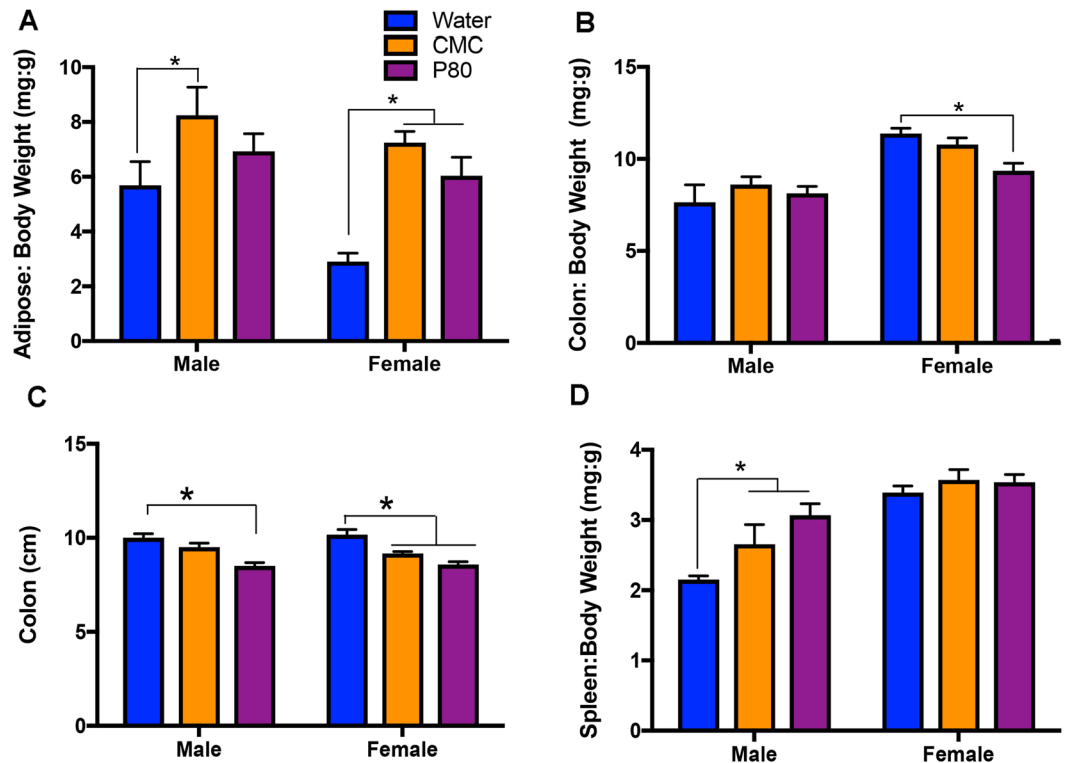 A
Water
CMC
P80
Adipose: Body Weight (mg:g)
10
8
6
4
2
0
*
*
Male
Female
B
Colon: Body Weight (mg:g)
15
10
5
0
*
Male
Female
C
Colon (cm)
15
10
5
0
*
*
Male
Female
D
Spleen:Body Weight (mg:g)
4
3
2
1
0
*
Male
Female